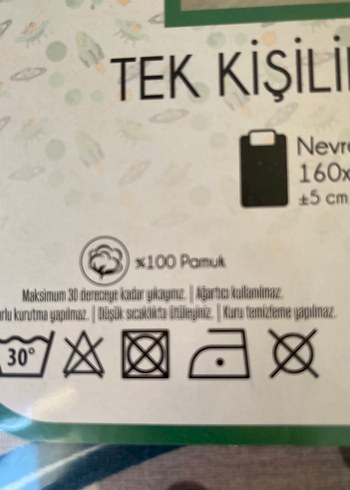 TEK KİŞİLİ
Nevre
160x
±5 cm
%100 Pamuk
Maksimum 30 dereceye kadar yıkayınız. | Ağartıcı kullanılmaz.
rlu kurutma yapılmaz. | Düşük sıcaklıkta ütüleyiniz. | Kuru temizleme yapılmaz.
30°